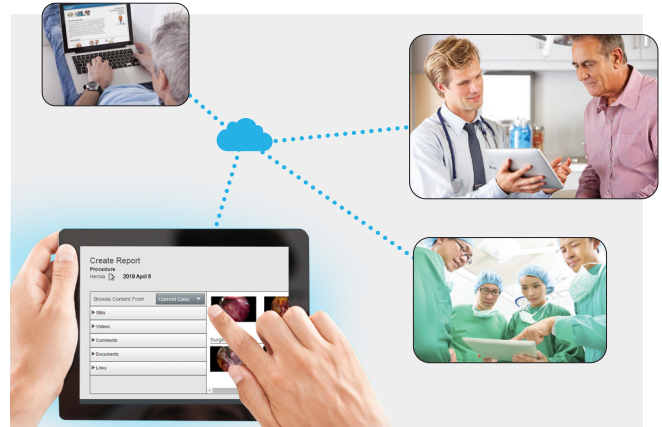 Create Report
Procedure
Hernia 2019 April 6
Browse Content From: Current Case
Stills
Videos
Comments
Documents
Links